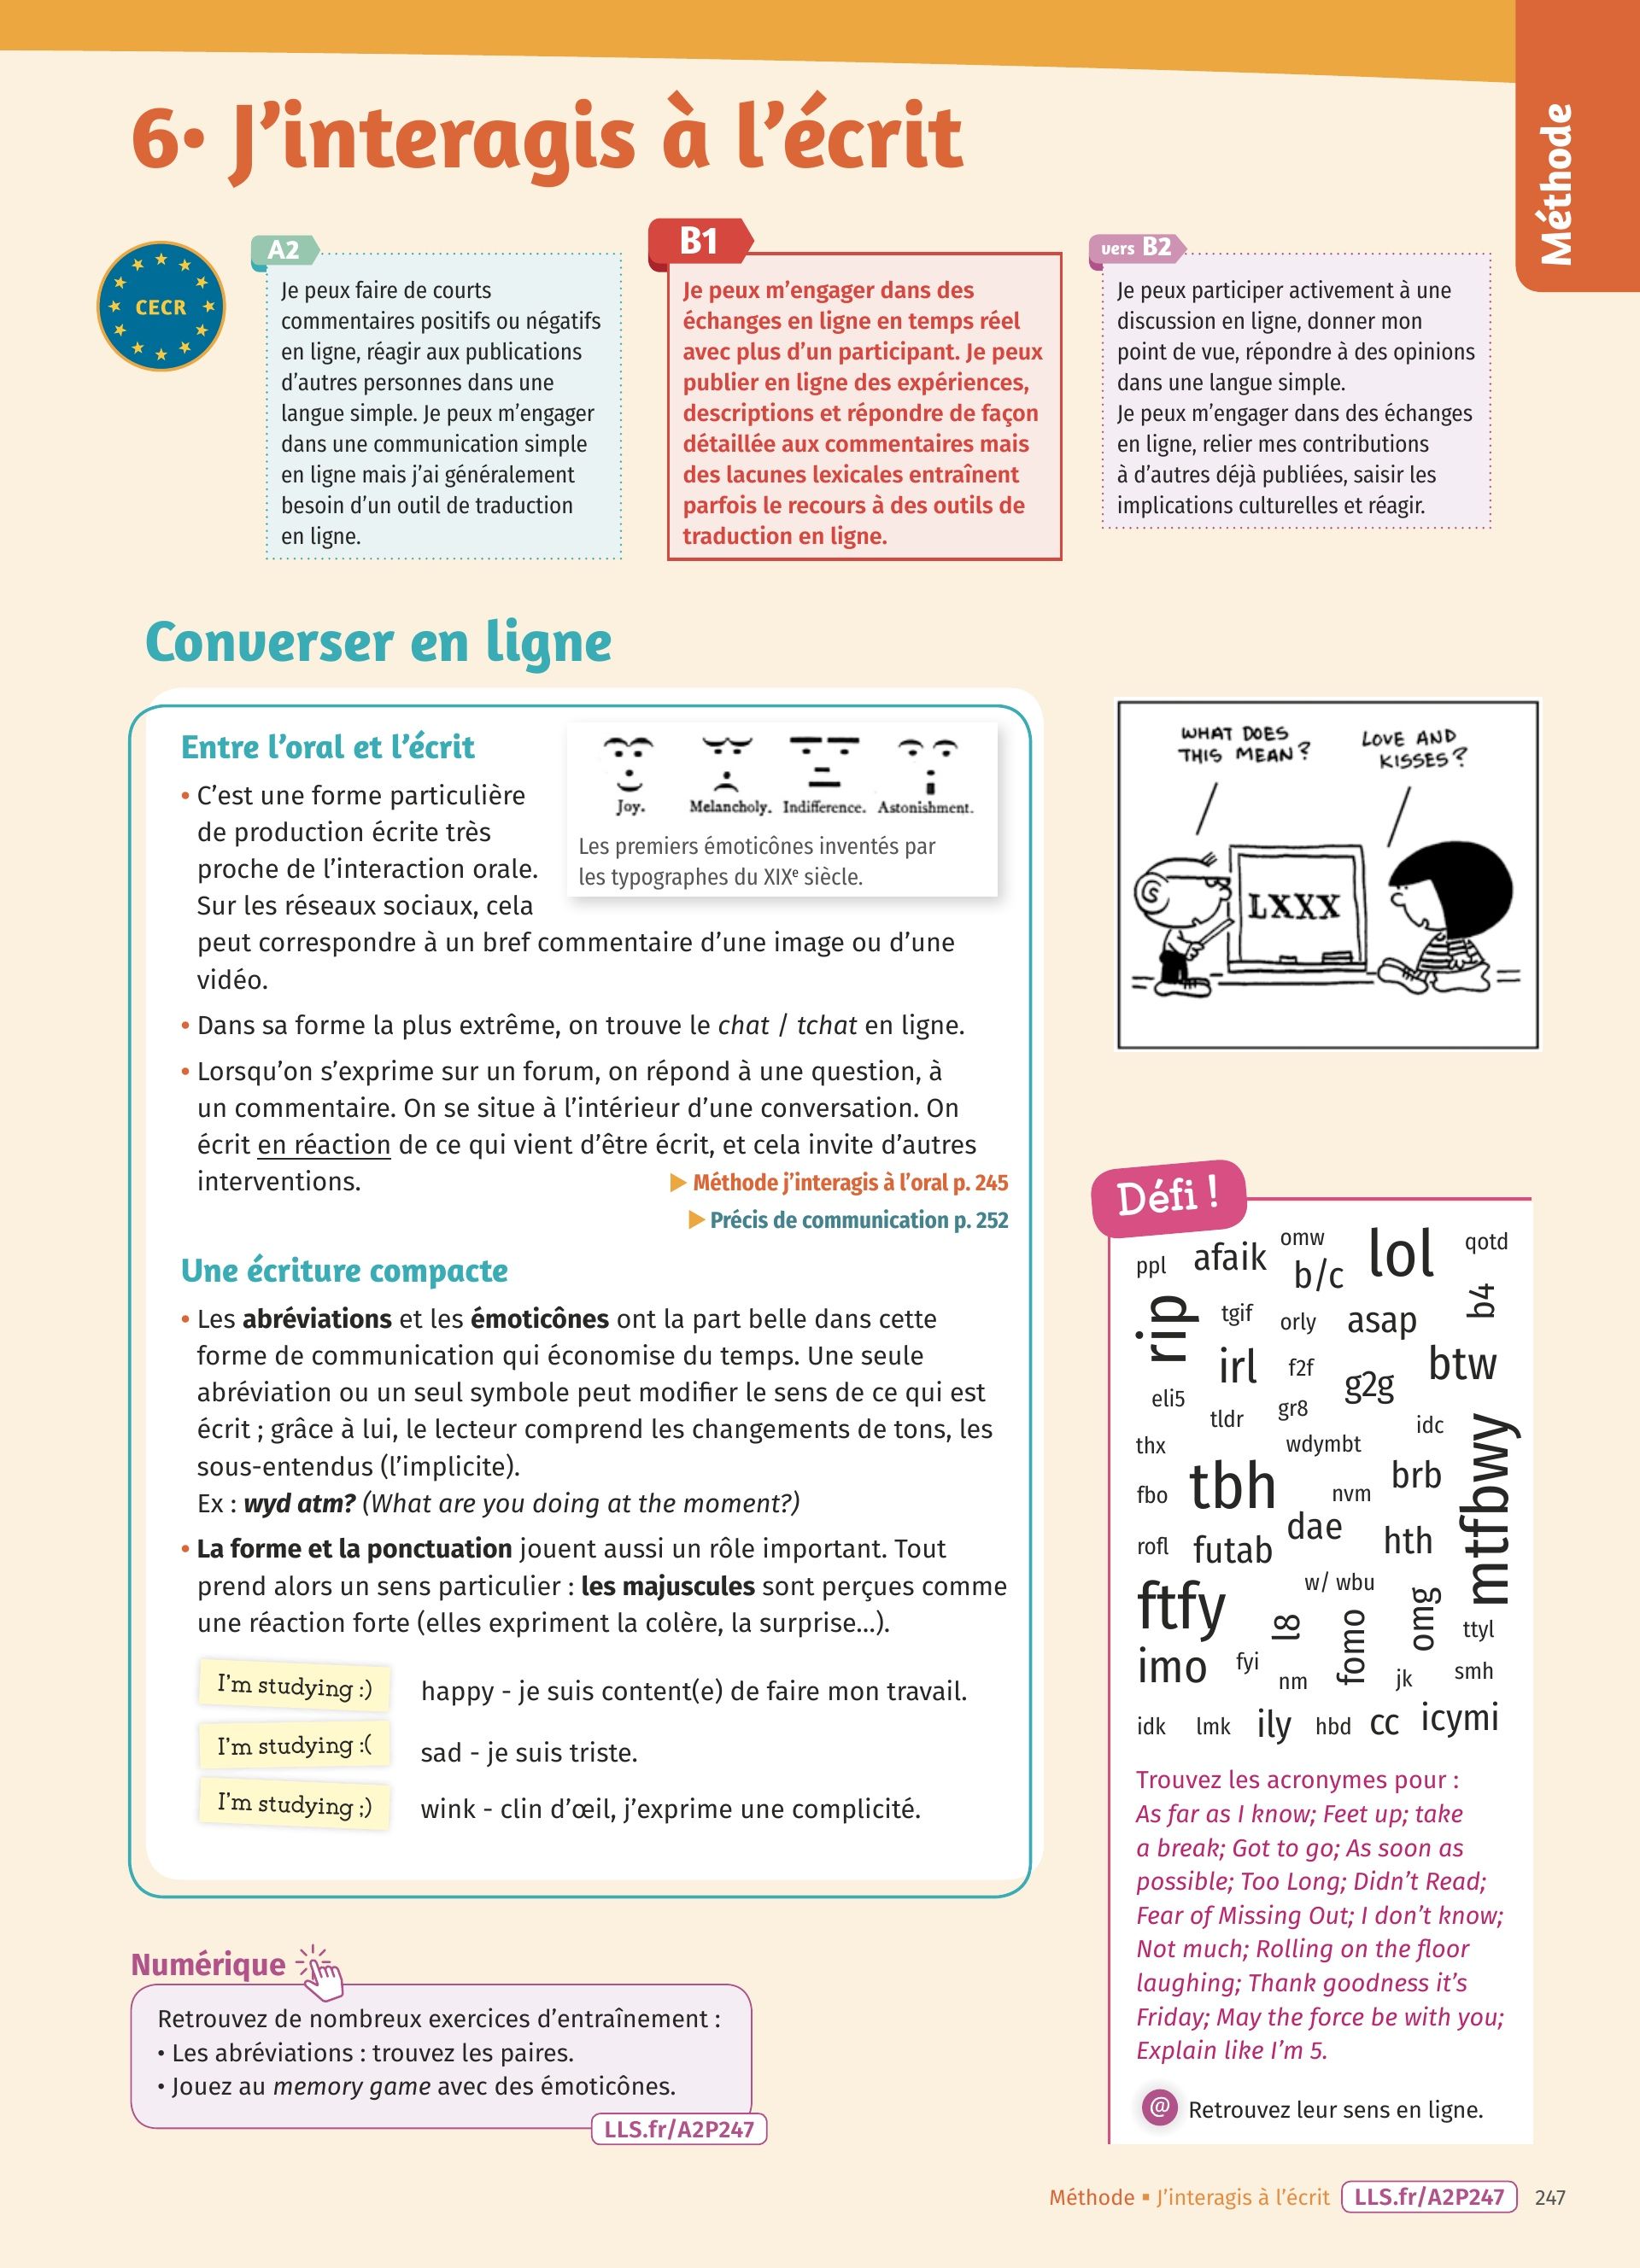 Méthode
6• J’interagis à l’écrit
CECR
A2
Je peux faire de courts
commentaires positifs ou négatifs
en ligne, réagir aux publications
d’autres personnes dans une
langue simple. Je peux m’engager
dans une communication simple
en ligne mais j’ai généralement
besoin d’un outil de traduction
en ligne.
B1
Je peux m’engager dans des
échanges en ligne en temps réel
avec plus d’un participant. Je peux
publier en ligne des expériences,
descriptions et répondre de façon
détaillée aux commentaires mais
des lacunes lexicales entraînent
parfois le recours à des outils de
traduction en ligne.
vers B2
Je peux participer activement à une
discussion en ligne, donner mon
point de vue, répondre à des opinions
dans une langue simple.
Je peux m’engager dans des échanges
en ligne, relier mes contributions
à d’autres déjà publiées, saisir les
implications culturelles et réagir.
Converser en ligne
Entre l’oral et l’écrit
• C’est une forme particulière
de production écrite très
proche de l’interaction orale.
Sur les réseaux sociaux, cela
peut correspondre à un bref commentaire d’une image ou d’une
vidéo.
Joy. Melancholy. Indifference. Astonishment.
Les premiers émoticônes inventés par
les typographes du XIXe siècle.
• Dans sa forme la plus extrême, on trouve le chat / tchat en ligne.
• Lorsqu’on s’exprime sur un forum, on répond à une question, à
un commentaire. On se situe à l’intérieur d’une conversation. On
écrit en réaction de ce qui vient d’être écrit, et cela invite d’autres
interventions.
▶ Méthode j’interagis à l’oral p. 245
▶ Précis de communication p. 252
Une écriture compacte
• Les abréviations et les émoticônes ont la part belle dans cette
forme de communication qui économise du temps. Une seule
abréviation ou un seul symbole peut modifier le sens de ce qui est
écrit ; grâce à lui, le lecteur comprend les changements de tons, les
sous-entendus (l’implicite).
Ex : wyd atm? (What are you doing at the moment?)
• La forme et la ponctuation jouent aussi un rôle important. Tout
prend alors un sens particulier : les majuscules sont perçues comme
une réaction forte (elles expriment la colère, la surprise…).
I’m studying :) happy - je suis content(e) de faire mon travail.
I’m studying :( sad - je suis triste.
I’m studying ;) wink - clin d’œil, j’exprime une complicité.
Numérique
Retrouvez de nombreux exercices d’entraînement :
• Les abréviations : trouvez les paires.
• Jouez au memory game avec des émoticônes.
LLS.fr/A2P247
WHAT DOES
THIS MEAN?
LOVE AND
KISSES?
LXXX
Défi !
ppl afaik omw b/c lol qotd
rip tgif orly asap b4
irl f2f g2g btw
eli5 tldr gr8 idc
thx wdymbt mtfbwy
fbo tbh nvm brb
rofl futab dae hth
ftfy l8 w/ wbu fomo omg ttyl
imo fyi nm jk smh
idk lmk ily hbd cc icymi
Trouvez les acronymes pour :
As far as I know; Feet up; take
a break; Got to go; As soon as
possible; Too Long; Didn’t Read;
Fear of Missing Out; I don’t know;
Not much; Rolling on the floor
laughing; Thank goodness it’s
Friday; May the force be with you;
Explain like I’m 5.
@ Retrouvez leur sens en ligne.
Méthode ▪ J’interagis à l’écrit LLS.fr/A2P247 247